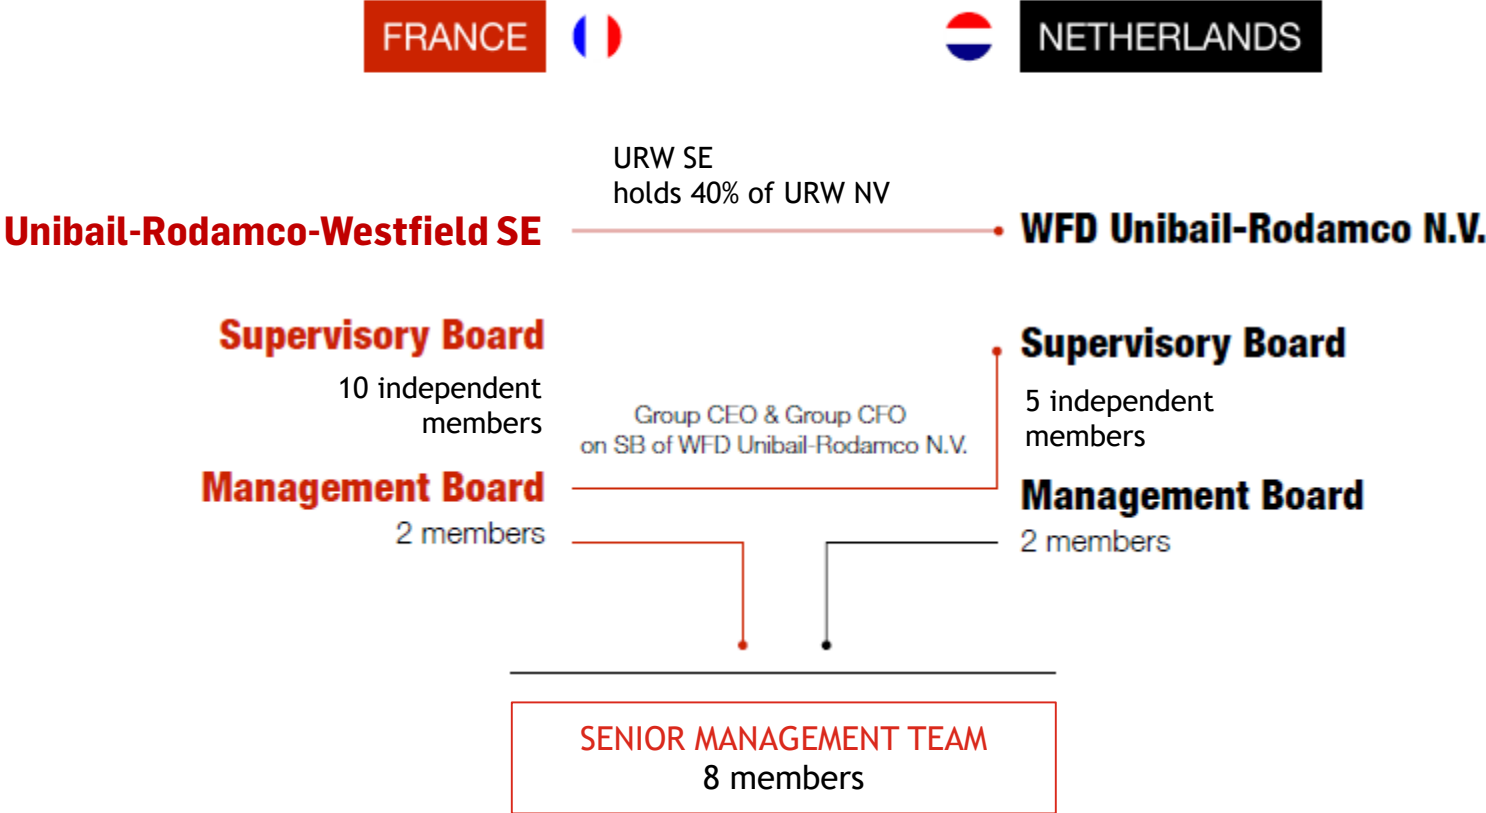 FRANCE
NETHERLANDS
URW SE
holds 40% of URW NV
Unibail-Rodamco-Westfield SE
WFD Unibail-Rodamco N.V.
Supervisory Board
10 independent
members
Group CEO & Group CFO
on SB of WFD Unibail-Rodamco N.V.
Supervisory Board
5 independent
members
Management Board
2 members
Management Board
2 members
SENIOR MANAGEMENT TEAM
8 members